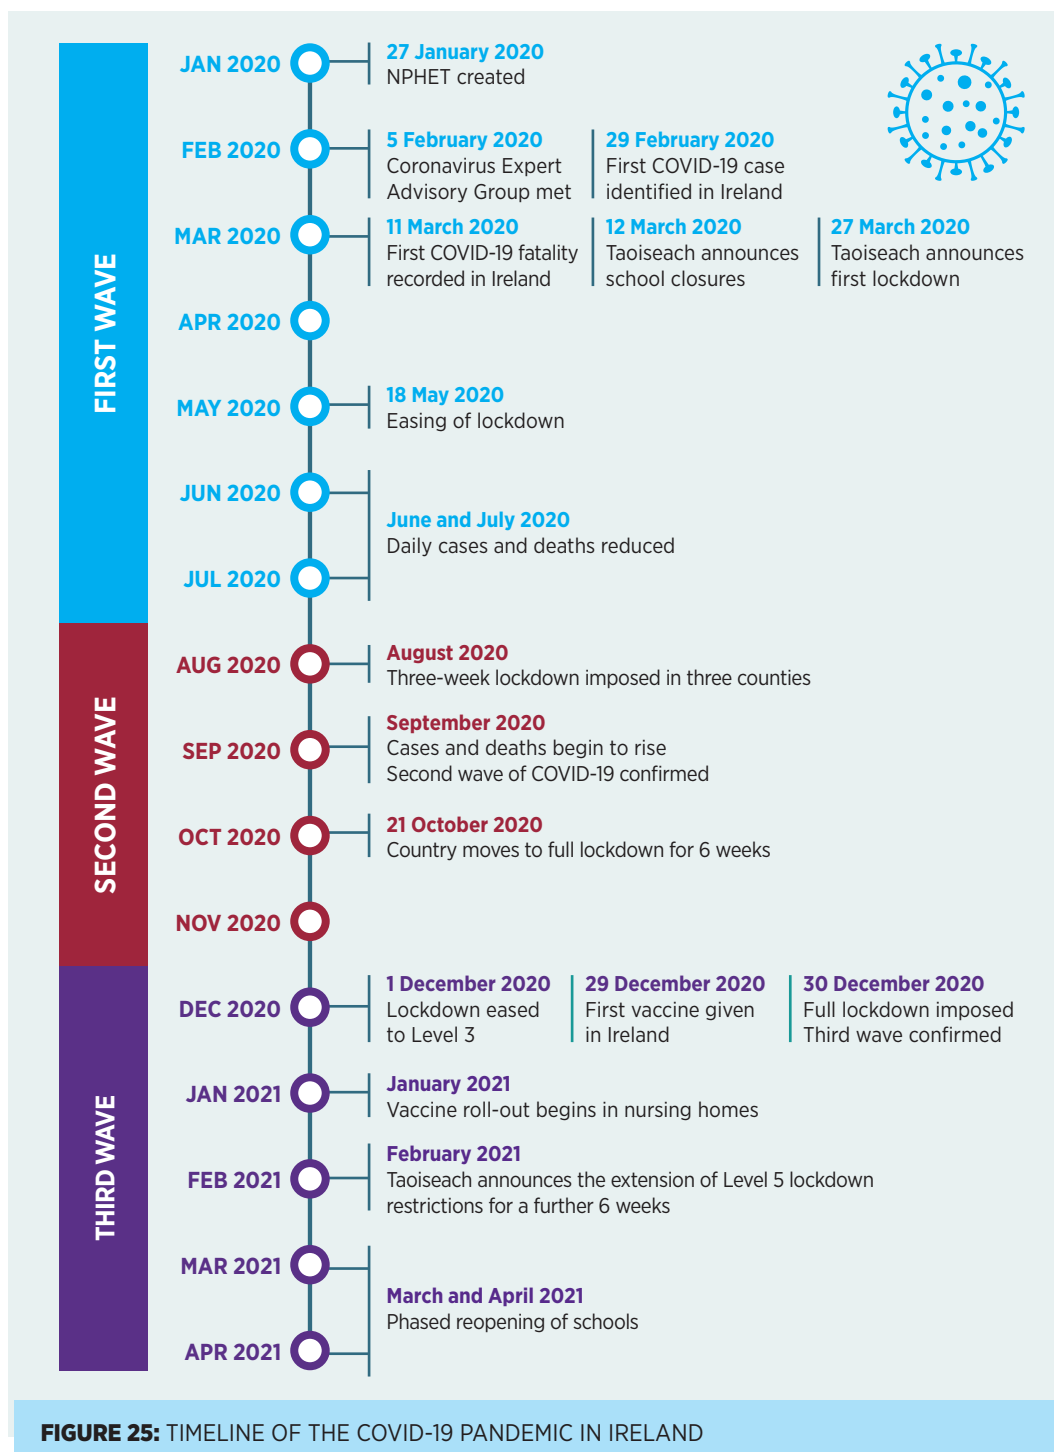 FIRST WAVE
JAN 2020
27 January 2020
NPHET created
FEB 2020
5 February 2020
Coronavirus Expert
Advisory Group met
29 February 2020
First COVID-19 case
identified in Ireland
MAR 2020
11 March 2020
First COVID-19 fatality
recorded in Ireland
12 March 2020
Taoiseach announces
school closures
27 March 2020
Taoiseach announces
first lockdown
APR 2020
MAY 2020
18 May 2020
Easing of lockdown
JUN 2020
June and July 2020
Daily cases and deaths reduced
JUL 2020
SECOND WAVE
AUG 2020
August 2020
Three-week lockdown imposed in three counties
SEP 2020
September 2020
Cases and deaths begin to rise
Second wave of COVID-19 confirmed
OCT 2020
21 October 2020
Country moves to full lockdown for 6 weeks
NOV 2020
THIRD WAVE
DEC 2020
1 December 2020
Lockdown eased
to Level 3
29 December 2020
First vaccine given
in Ireland
30 December 2020
Full lockdown imposed
Third wave confirmed
JAN 2021
January 2021
Vaccine roll-out begins in nursing homes
FEB 2021
February 2021
Taoiseach announces the extension of Level 5 lockdown
restrictions for a further 6 weeks
MAR 2021
March and April 2021
Phased reopening of schools
APR 2021
FIGURE 25: TIMELINE OF THE COVID-19 PANDEMIC IN IRELAND